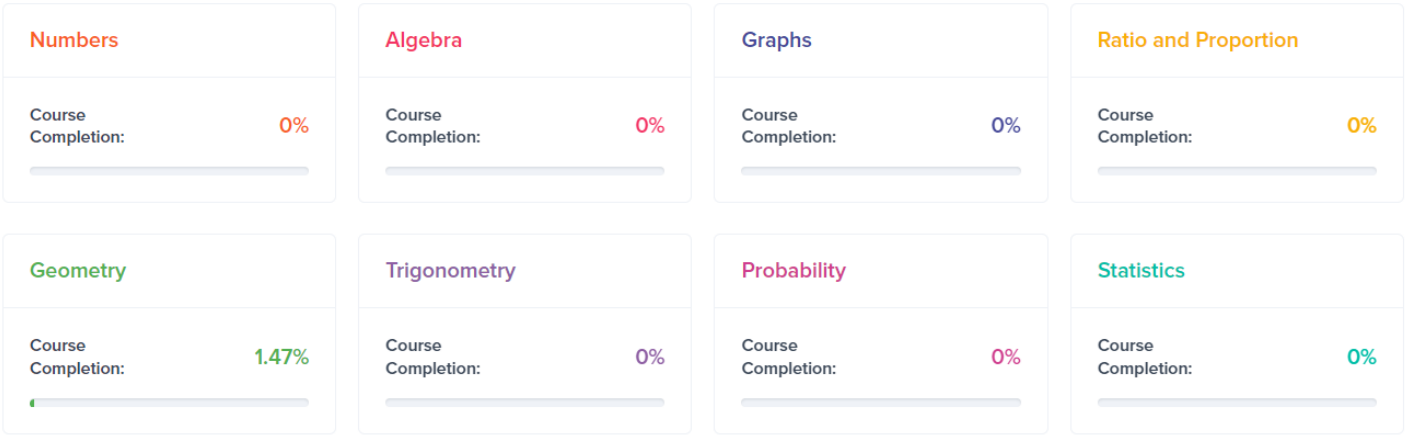 Numbers
Algebra
Graphs
Ratio and Proportion
Course
Completion:
0%
Course
Completion:
0%
Course
Completion:
0%
Course
Completion:
0%
Geometry
Trigonometry
Probability
Statistics
Course
Completion:
1.47%
Course
Completion:
0%
Course
Completion:
0%
Course
Completion:
0%